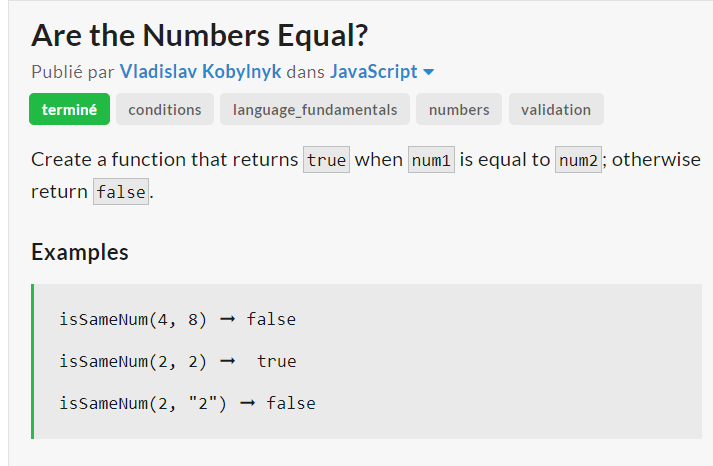 Are the Numbers Equal?
Publié par Vladislav Kobylnyk dans JavaScript
terminé conditions language_fundamentals numbers validation
Create a function that returns true when num1 is equal to num2; otherwise
return false.
Examples
isSameNum(4, 8) ➞ false
isSameNum(2, 2) ➞  true
isSameNum(2, "2") ➞ false